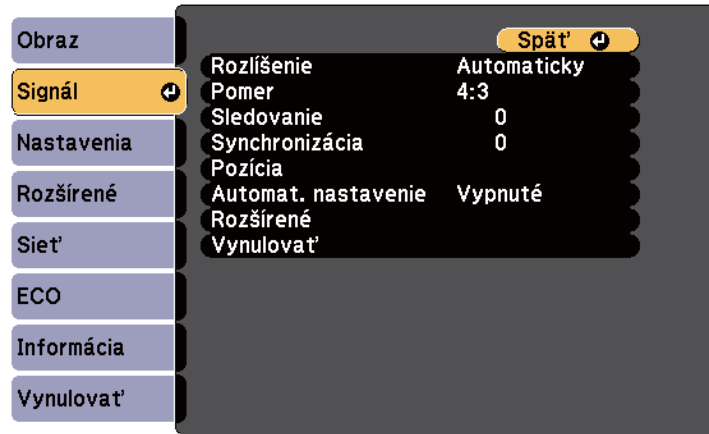 Obraz
Signál
Nastavenia
Rozšírené
Sieť
ECO
Informácia
Vynulovať
Späť
Rozlíšenie Automaticky
Pomer 4:3
Sledovanie 0
Synchronizácia 0
Pozícia
Automat. nastavenie Vypnuté
Rozšírené
Vynulovať